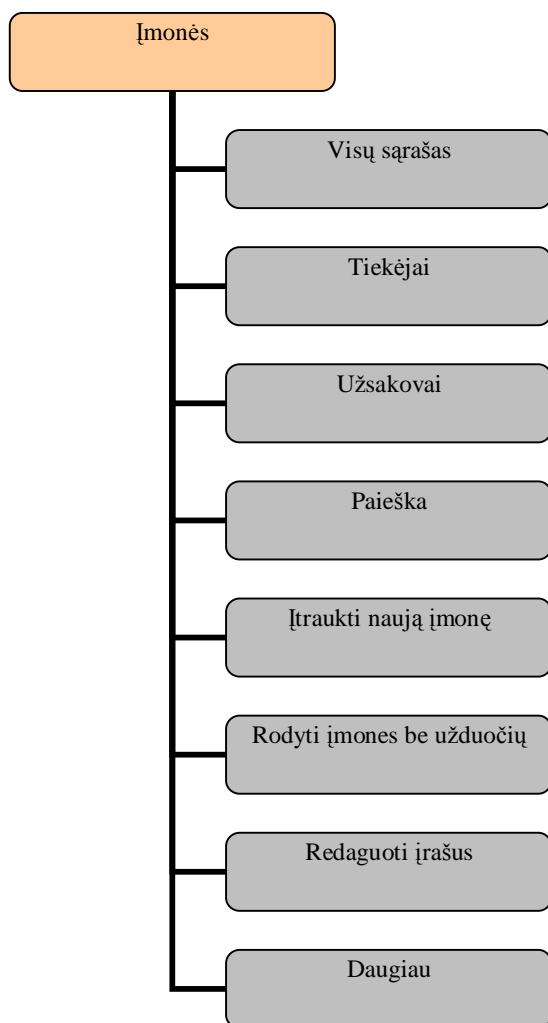 Įmonės
Visų sąrašas
Tiekėjai
Užsakovai
Paieška
Įtraukti naują įmonę
Rodyti įmones be užduočių
Redaguoti įrašus
Daugiau